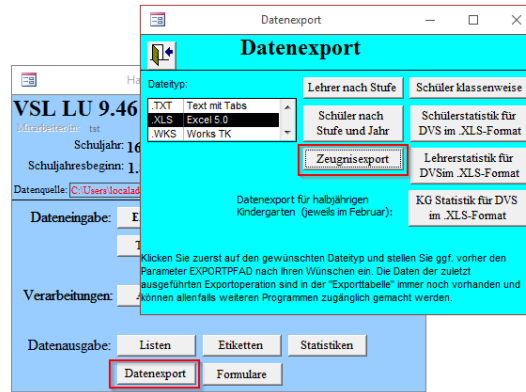 Datenexport
Datenexport
Dateityp:
.TXT Text mit Tabs
.XLS Excel 5.0
.WKS Works TK
Lehrer nach Stufe
Schüler klassenweise
Schüler nach
Stufe und Jahr
Schülerstatistik für
DVS im .XLS-Format
Zeugnisexport
Lehrerstatistik für
DVSim .XLS-Format
Datenexport für halbjährigen
Kindergarten (jeweils im Februar):
KG Statistik für DVS
im .XLS-Format
Klicken Sie zuerst auf den gewünschten Dateityp und stellen Sie ggf. vorher den
Parameter EXPORTPFAD nach Ihren Wünschen ein. Die Daten der zuletzt
ausgeführten Exportoperation sind in der "Exporttabelle" immer noch vorhanden und
können allenfalls weiteren Programmen zugänglich gemacht werden.
Ha
VSL LU 9.46
Mitarbeiter/in: tst
Schuljahr: 16
Schuljahresbeginn: 1.
Datenquelle: C:\Users\localad
Dateneingabe: E
T
Verarbeitungen: A
Datenausgabe:
Listen
Etiketten
Statistiken
Datenexport
Formulare